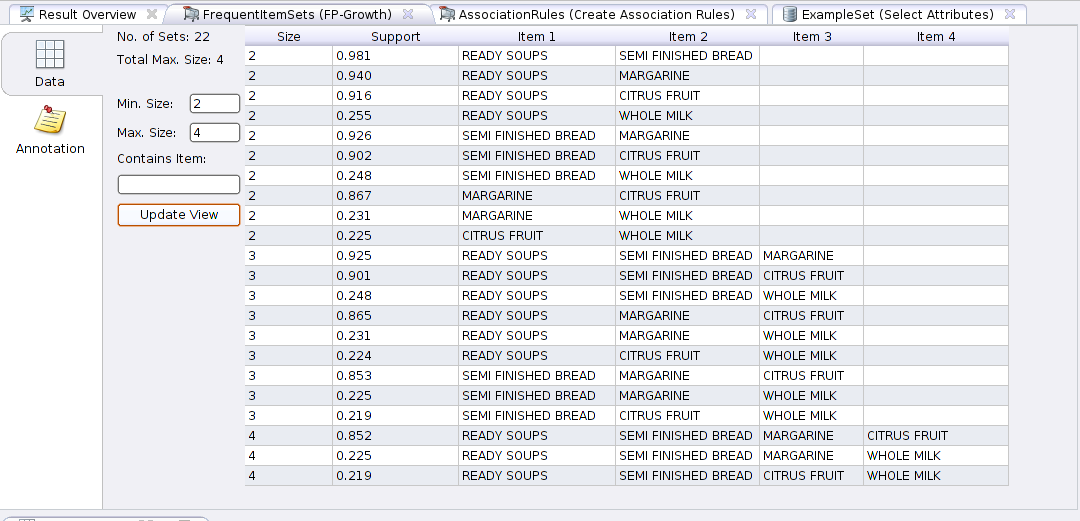 Result Overview FrequentItemSets (FP-Growth) AssociationRules (Create Association Rules) ExampleSet (Select Attributes)
Data
Annotation
No. of Sets: 22
Total Max. Size: 4
Min. Size: 2
Max. Size: 4
Contains Item:
Update View
Size Support Item 1 Item 2 Item 3 Item 4
2 0.981 READY SOUPS SEMI FINISHED BREAD
2 0.940 READY SOUPS MARGARINE
2 0.916 READY SOUPS CITRUS FRUIT
2 0.255 READY SOUPS WHOLE MILK
2 0.926 SEMI FINISHED BREAD MARGARINE
2 0.902 SEMI FINISHED BREAD CITRUS FRUIT
2 0.248 SEMI FINISHED BREAD WHOLE MILK
2 0.867 MARGARINE CITRUS FRUIT
2 0.231 MARGARINE WHOLE MILK
2 0.225 CITRUS FRUIT WHOLE MILK
3 0.925 READY SOUPS SEMI FINISHED BREAD MARGARINE
3 0.901 READY SOUPS SEMI FINISHED BREAD CITRUS FRUIT
3 0.248 READY SOUPS SEMI FINISHED BREAD WHOLE MILK
3 0.865 READY SOUPS MARGARINE CITRUS FRUIT
3 0.231 READY SOUPS MARGARINE WHOLE MILK
3 0.224 READY SOUPS CITRUS FRUIT WHOLE MILK
3 0.853 SEMI FINISHED BREAD MARGARINE CITRUS FRUIT
3 0.225 SEMI FINISHED BREAD MARGARINE WHOLE MILK
3 0.219 SEMI FINISHED BREAD CITRUS FRUIT WHOLE MILK
4 0.852 READY SOUPS SEMI FINISHED BREAD MARGARINE CITRUS FRUIT
4 0.225 READY SOUPS SEMI FINISHED BREAD MARGARINE WHOLE MILK
4 0.219 READY SOUPS SEMI FINISHED BREAD CITRUS FRUIT WHOLE MILK